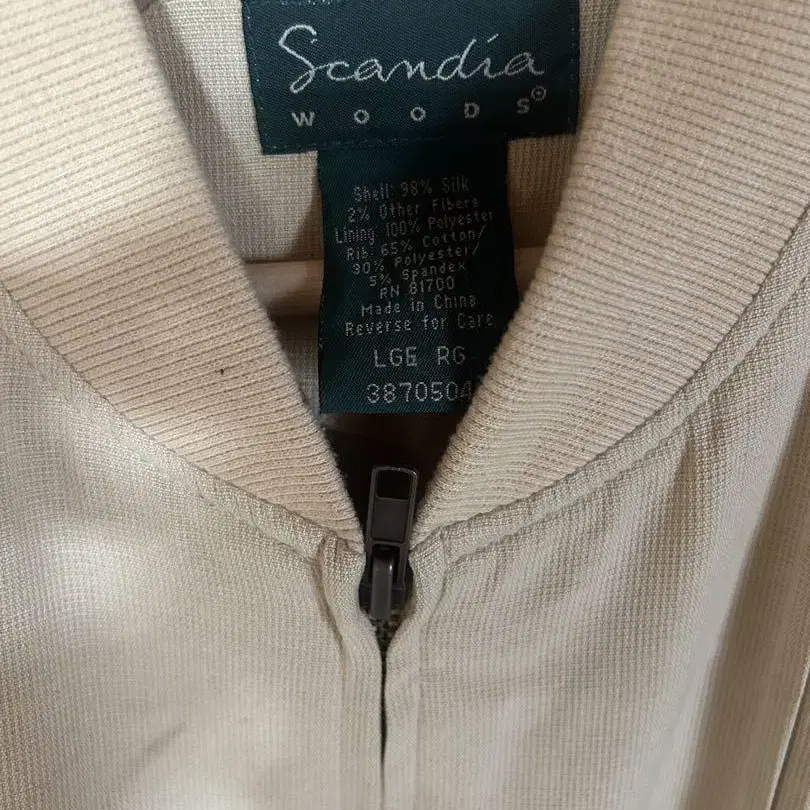 Scandia
WOODS®
Shell: 98% Silk
2% Other Fibers
Lining 100% Polyester
Rib: 65% Cotton/
30% Polyester/
5% Spandex
RN 81700
Made in China
Reverse for Care
LGE RG
3870504